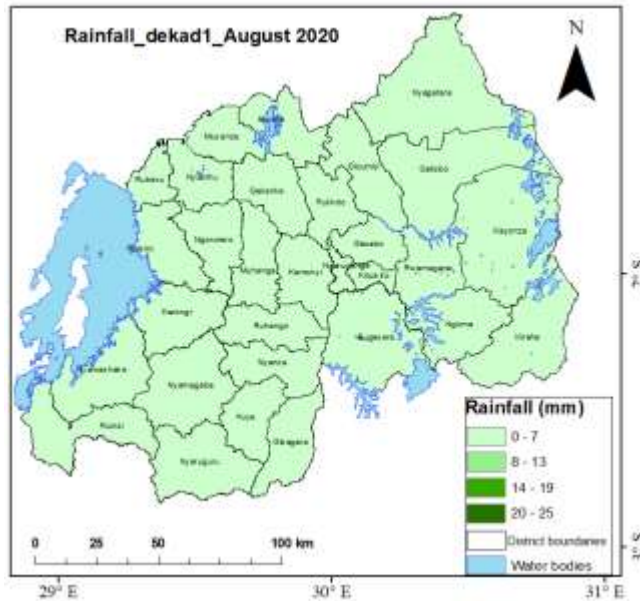 Rainfall_dekad1_August 2020
N
Nyagatare
Musanze
Gicumbi
Gatsibo
Rubavu
Nyabihu
Gakenke
Rulindo
Kayonza
Rutsiro
Ngororero
Gasabo
Muhanga
Kamonyi
Kicukiro
Rwamagana
Karongi
Ruhango
Bugesera
Ngoma
Kirehe
Nyamasheke
Nyamagabe
Nyanza
Huye
Rusizi
Gisagara
Nyaruguru
Rainfall (mm)
0 - 7
8 - 13
14 - 19
20 - 25
District boundaries
Water bodies
0 25 50 100 km
29° E 30° E 31° E